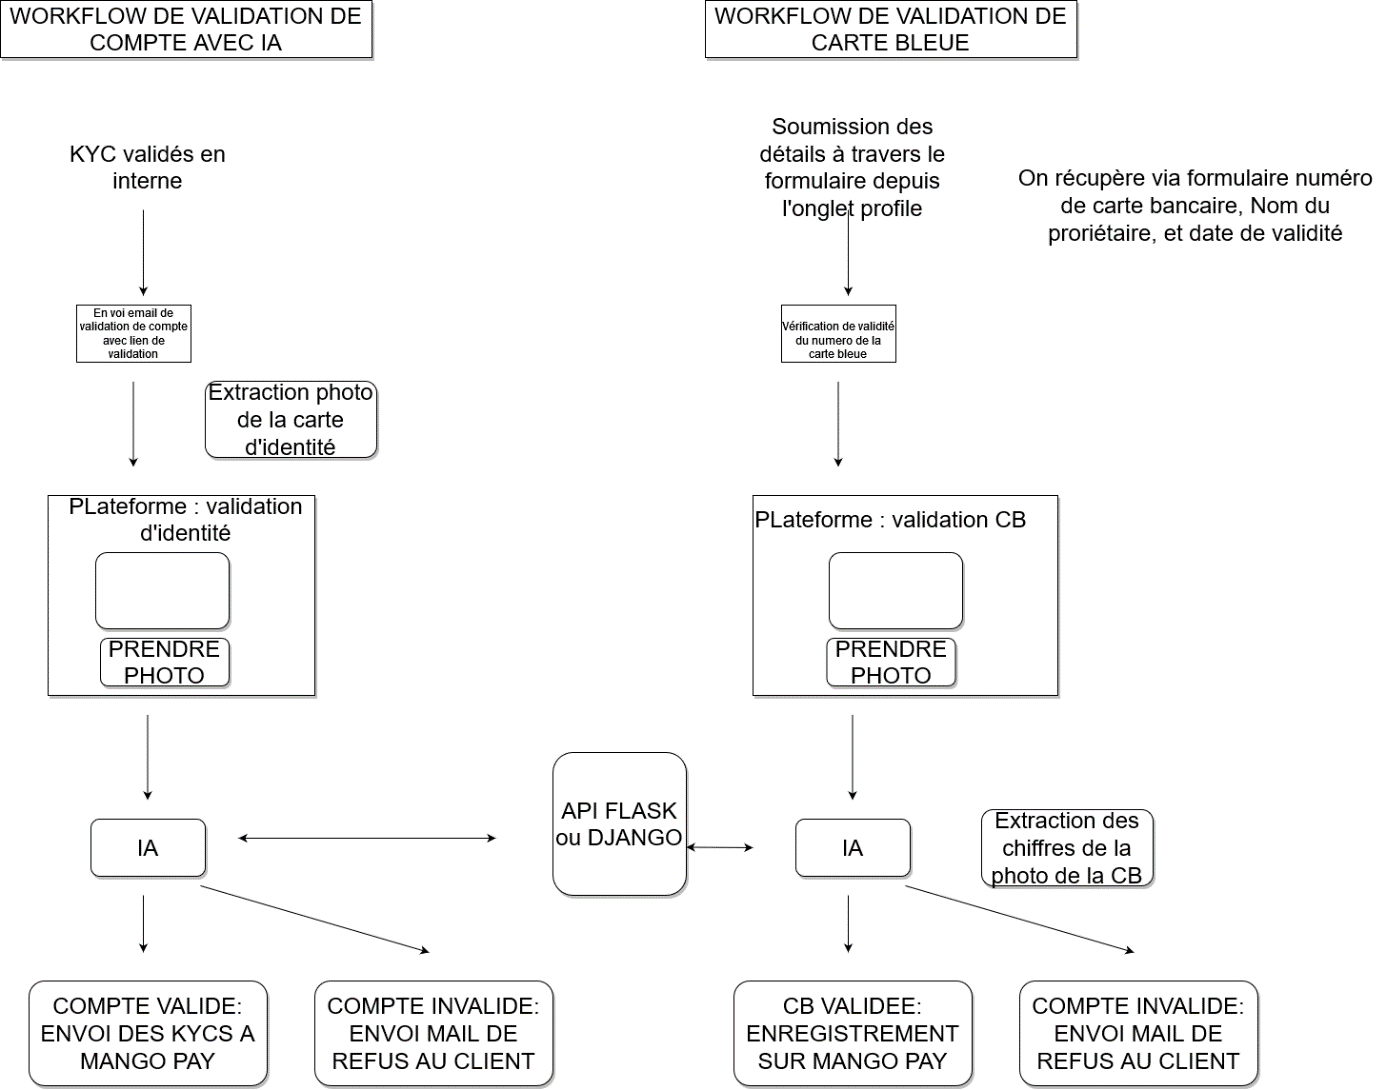 WORKFLOW DE VALIDATION DE
COMPTE AVEC IA
WORKFLOW DE VALIDATION DE
CARTE BLEUE
KYC validés en
interne
Soumission des
détails à travers le
formulaire depuis
l'onglet profile
On récupère via formulaire numéro
de carte bancaire, Nom du
proriétaire, et date de validité
En voi email de
validation de compte
avec lien de
validation
Vérification de validité
du numero de la
carte bleue
Extraction photo
de la carte
d'identité
PLateforme : validation
d'identité
PRENDRE
PHOTO
PLateforme : validation CB
PRENDRE
PHOTO
IA
API FLASK
ou DJANGO
IA
Extraction des
chiffres de la
photo de la CB
COMPTE VALIDE:
ENVOI DES KYCS A
MANGO PAY
COMPTE INVALIDE:
ENVOI MAIL DE
REFUS AU CLIENT
CB VALIDEE:
ENREGISTREMENT
SUR MANGO PAY
COMPTE INVALIDE:
ENVOI MAIL DE
REFUS AU CLIENT